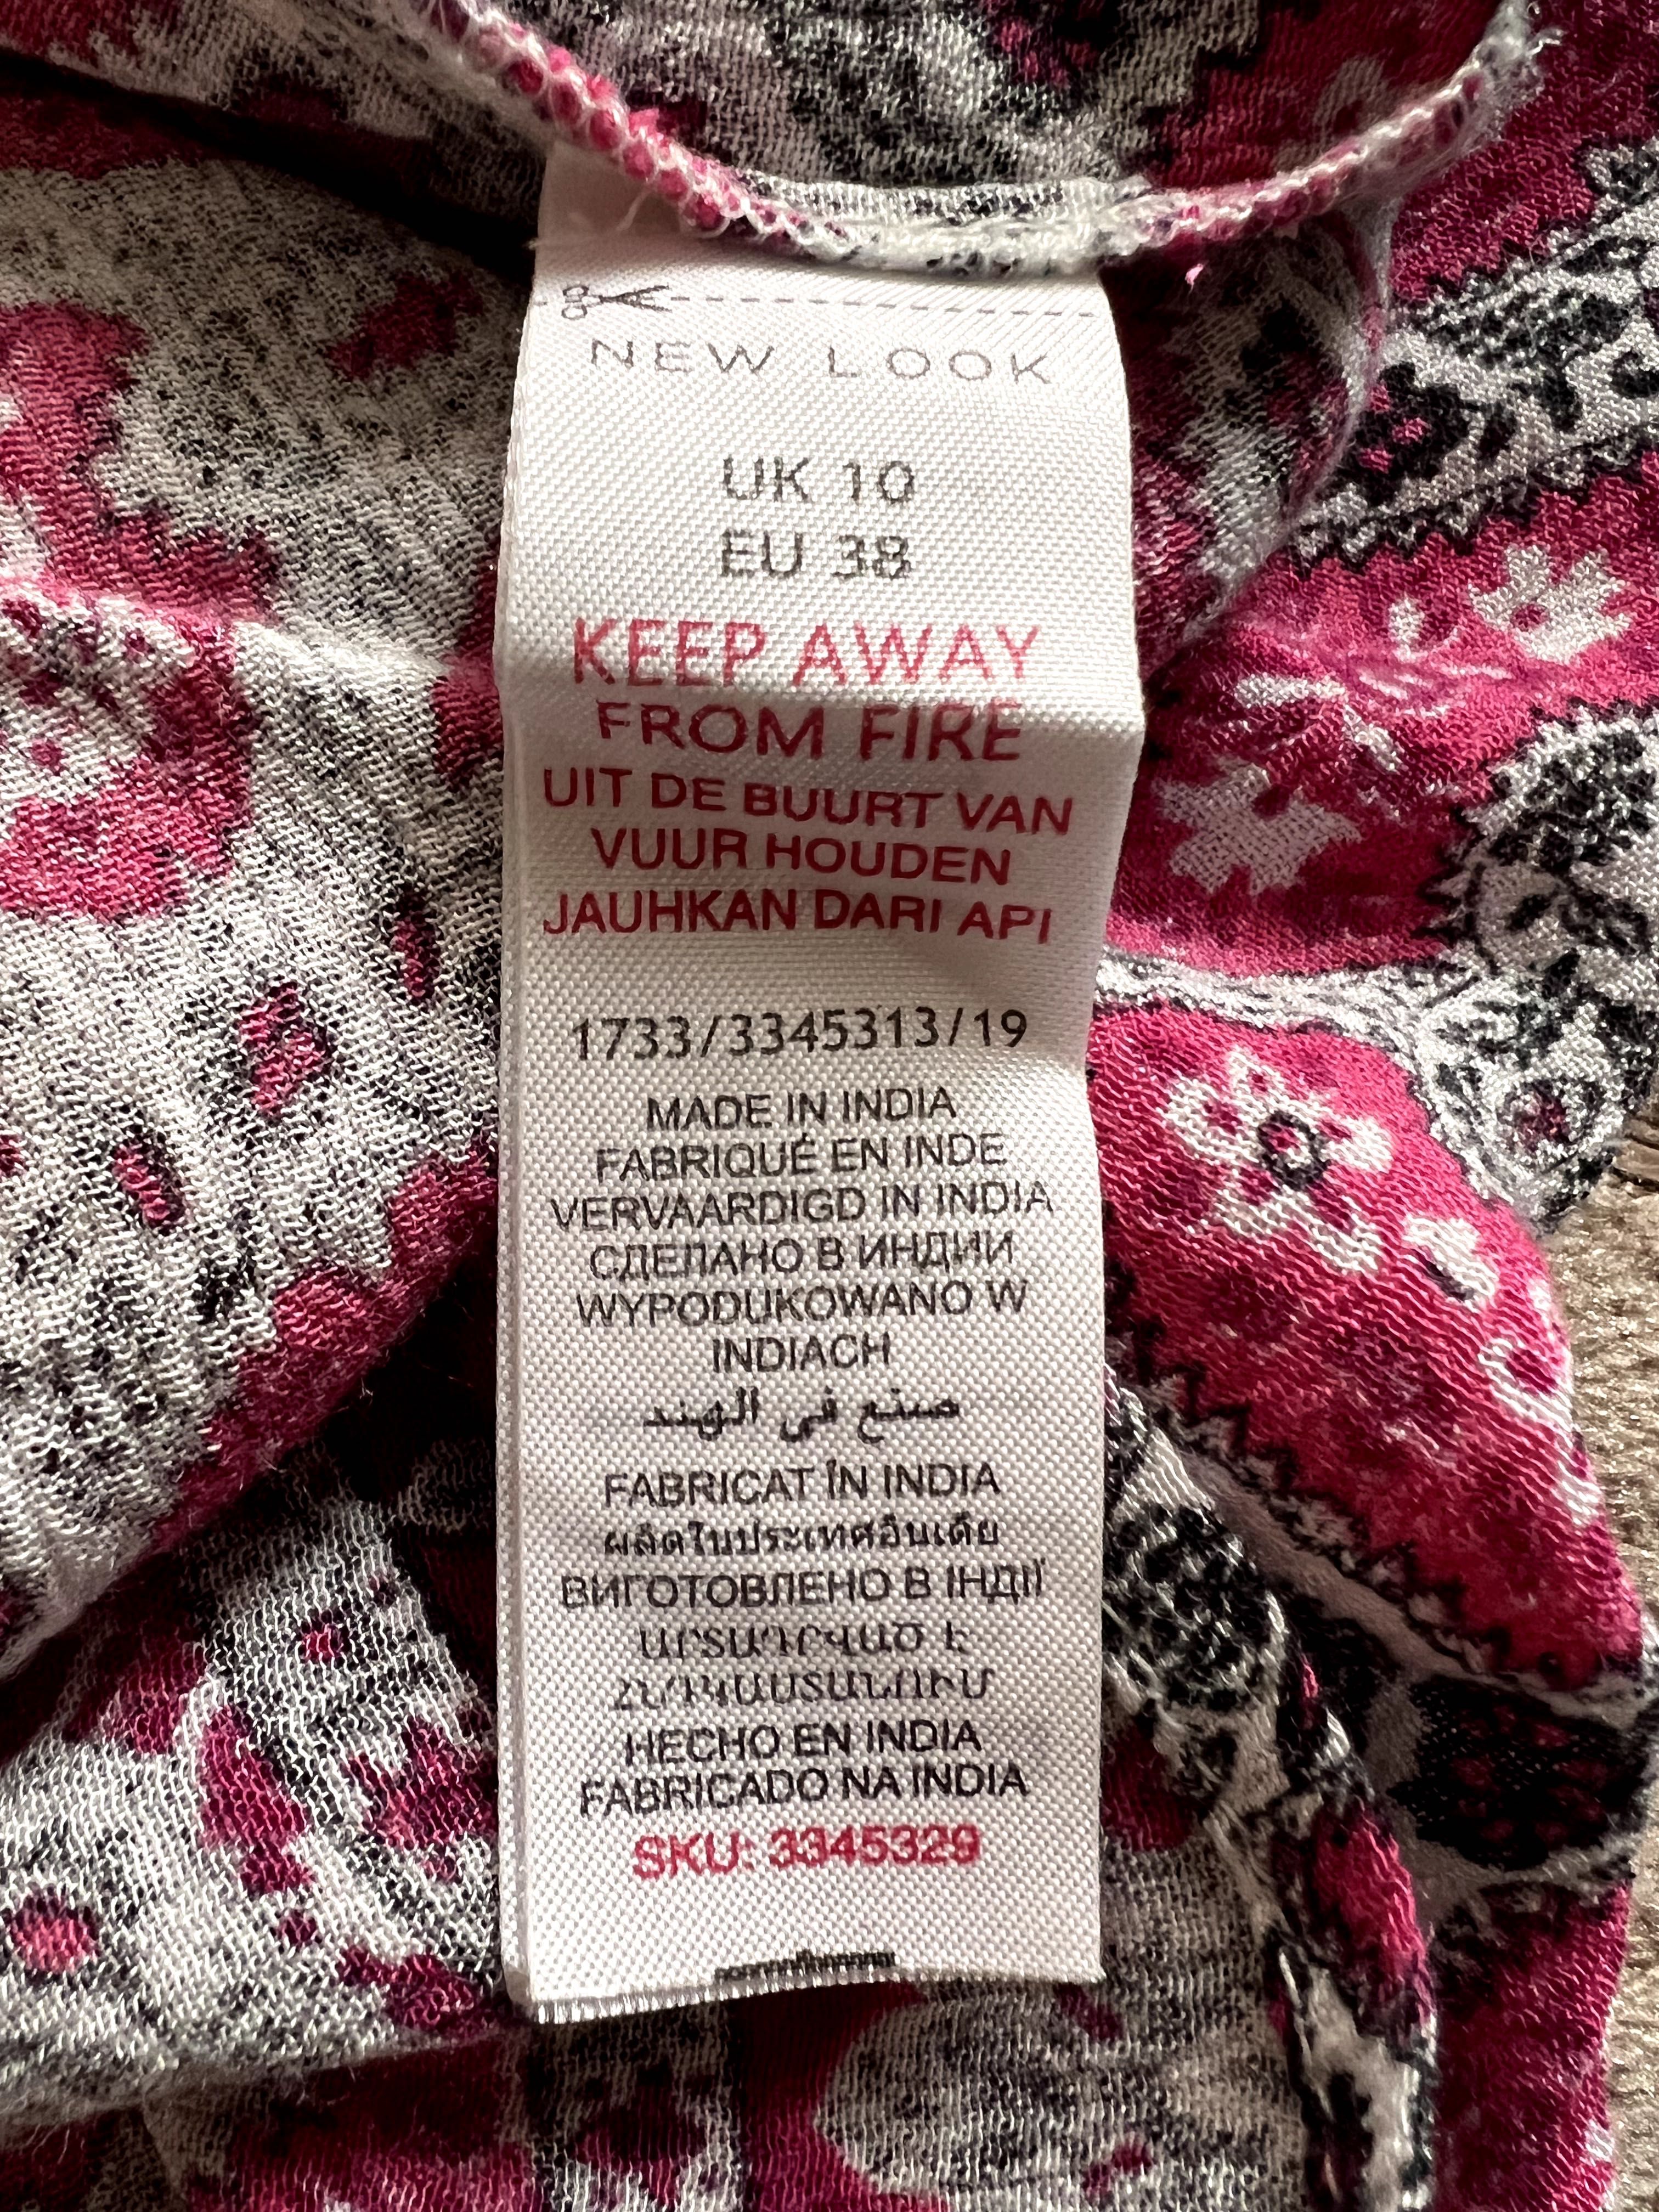 NEW LOOK
UK 10
EU 38
KEEP AWAY
FROM FIRE
UIT DE BUURT VAN
VUUR HOUDEN
JAUHKAN DARI API
1733/3345313/19
MADE IN INDIA
FABRIQUÉ EN INDE
VERVAARDIGD IN INDIA
СДЕЛАНО В ИНДИИ
WYPODUKOWANO W
INDIACH
صنع في الهند
FABRICAT ÎN INDIA
ผลิตในประเทศอินเดีย
ВИГОТОВЛЕНО В ІНДІЇ
ԱՐՏԱԴՐՎԱԾ Է
ՀՆԴԿԱՍՏԱՆՈՒՄ
HECHO EN INDIA
FABRICADO NA INDIA
SKU: 3345329